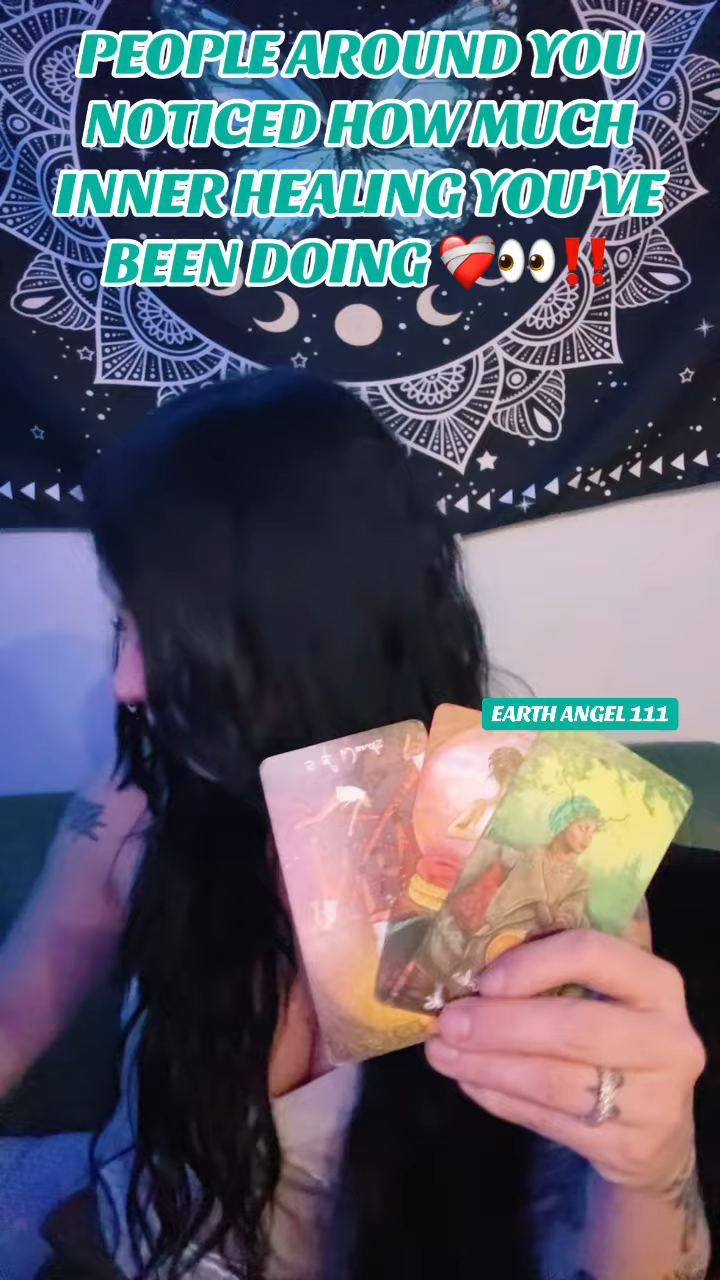 PEOPLE AROUND YOU
NOTICED HOW MUCH
INNER HEALING YOU'VE
BEEN DOING ❤️‍🩹👀‼️
EARTH ANGEL 111